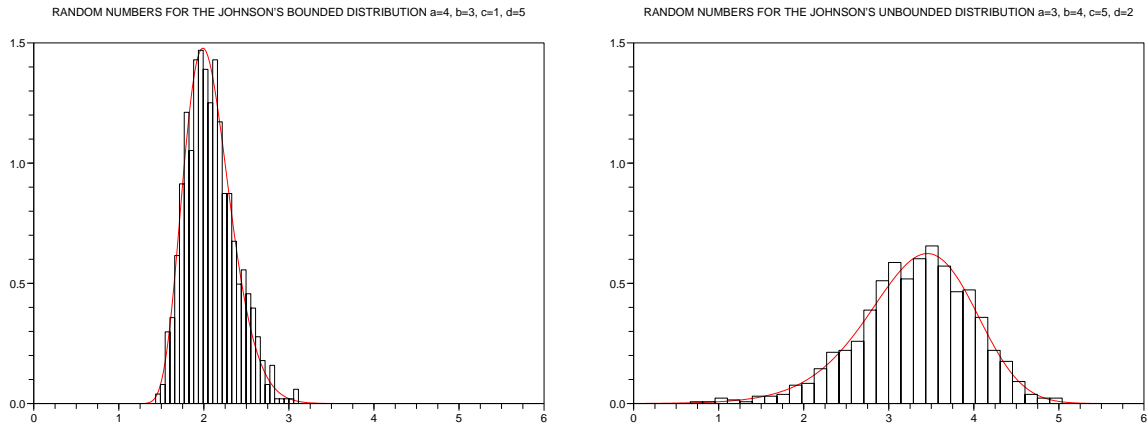 RANDOM NUMBERS FOR THE JOHNSON'S BOUNDED DISTRIBUTION a=4, b=3, c=1, d=5
1.5
1.0
0.5
0.0
0 1 2 3 4 5 6
RANDOM NUMBERS FOR THE JOHNSON'S UNBOUNDED DISTRIBUTION a=3, b=4, c=5, d=2
1.5
1.0
0.5
0.0
0 1 2 3 4 5 6